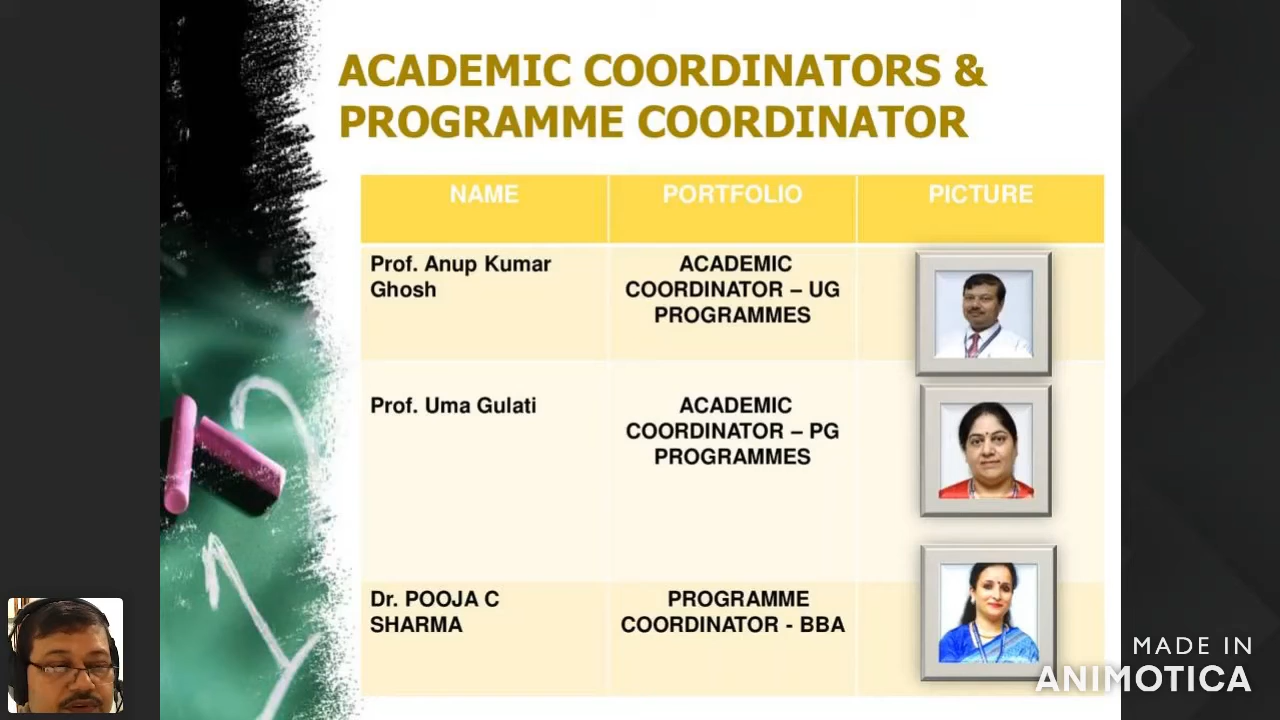 ACADEMIC COORDINATORS &
PROGRAMME COORDINATOR
NAME PORTFOLIO PICTURE
Prof. Anup Kumar
Ghosh
ACADEMIC
COORDINATOR – UG
PROGRAMMES
Prof. Uma Gulati
ACADEMIC
COORDINATOR – PG
PROGRAMMES
Dr. POOJA C
SHARMA
PROGRAMME
COORDINATOR - BBA
MADE IN
ANIMOTICA